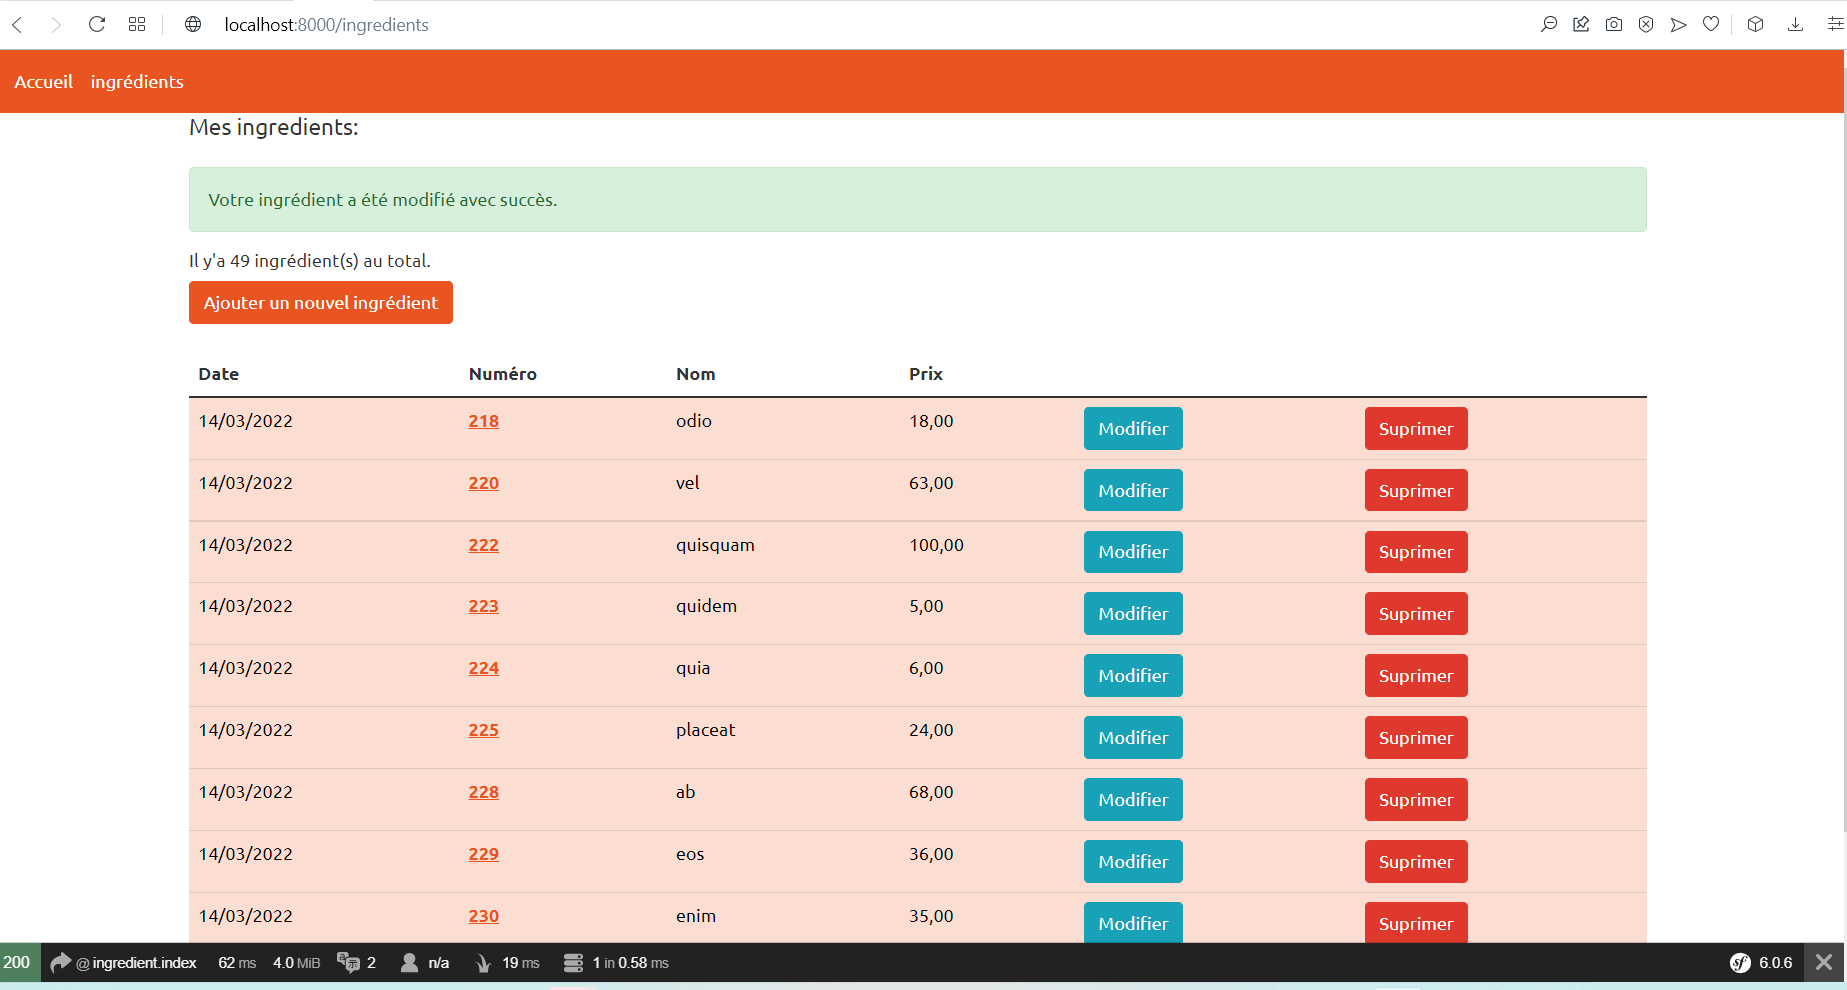 localhost:8000/ingredients
Accueil ingrédients
Mes ingredients:
Votre ingrédient a été modifié avec succès.
Il y'a 49 ingrédient(s) au total.
Ajouter un nouvel ingrédient
Date Numéro Nom Prix
14/03/2022 218 odio 18,00 Modifier Suprimer
14/03/2022 220 vel 63,00 Modifier Suprimer
14/03/2022 222 quisquam 100,00 Modifier Suprimer
14/03/2022 223 quidem 5,00 Modifier Suprimer
14/03/2022 224 quia 6,00 Modifier Suprimer
14/03/2022 225 placeat 24,00 Modifier Suprimer
14/03/2022 228 ab 68,00 Modifier Suprimer
14/03/2022 229 eos 36,00 Modifier Suprimer
14/03/2022 230 enim 35,00 Modifier Suprimer
200 @ ingredient.index 62 ms 4.0 MiB 2 n/a 19 ms 1 in 0.58 ms sf 6.0.6